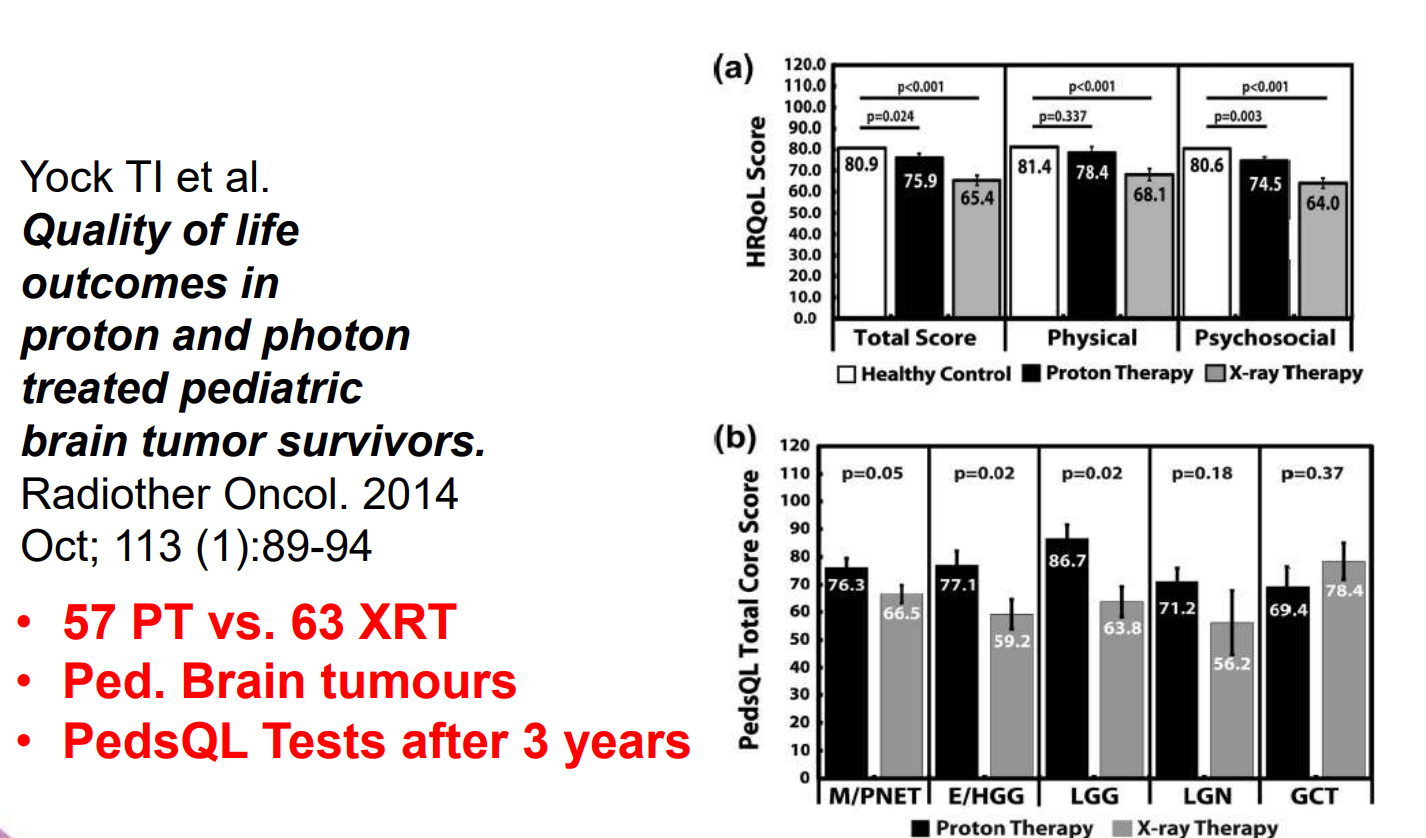 Yock TI et al.
Quality of life
outcomes in
proton and photon
treated pediatric
brain tumor survivors.
Radiother Oncol. 2014
Oct; 113 (1):89-94
• 57 PT vs. 63 XRT
• Ped. Brain tumours
• PedsQL Tests after 3 years
(a)
HRQoL Score
120.0
110.0
100.0
90.0
80.0
70.0
60.0
50.0
40.0
30.0
20.0
10.0
0.0
p<0.001 p<0.001 p<0.001
p=0.024 p=0.337 p=0.003
80.9 75.9 65.4 81.4 78.4 68.1 80.6 74.5 64.0
Total Score Physical Psychosocial
Healthy Control Proton Therapy X-ray Therapy
(b)
PedsQL Total Core Score
120
110
100
90
80
70
60
50
40
30
20
10
0
p=0.05 p=0.02 p=0.02 p=0.18 p=0.37
76.3 66.5 77.1 59.2 86.7 63.8 71.2 56.2 69.4 78.4
M/PNET E/HGG LGG LGN GCT
Proton Therapy X-ray Therapy